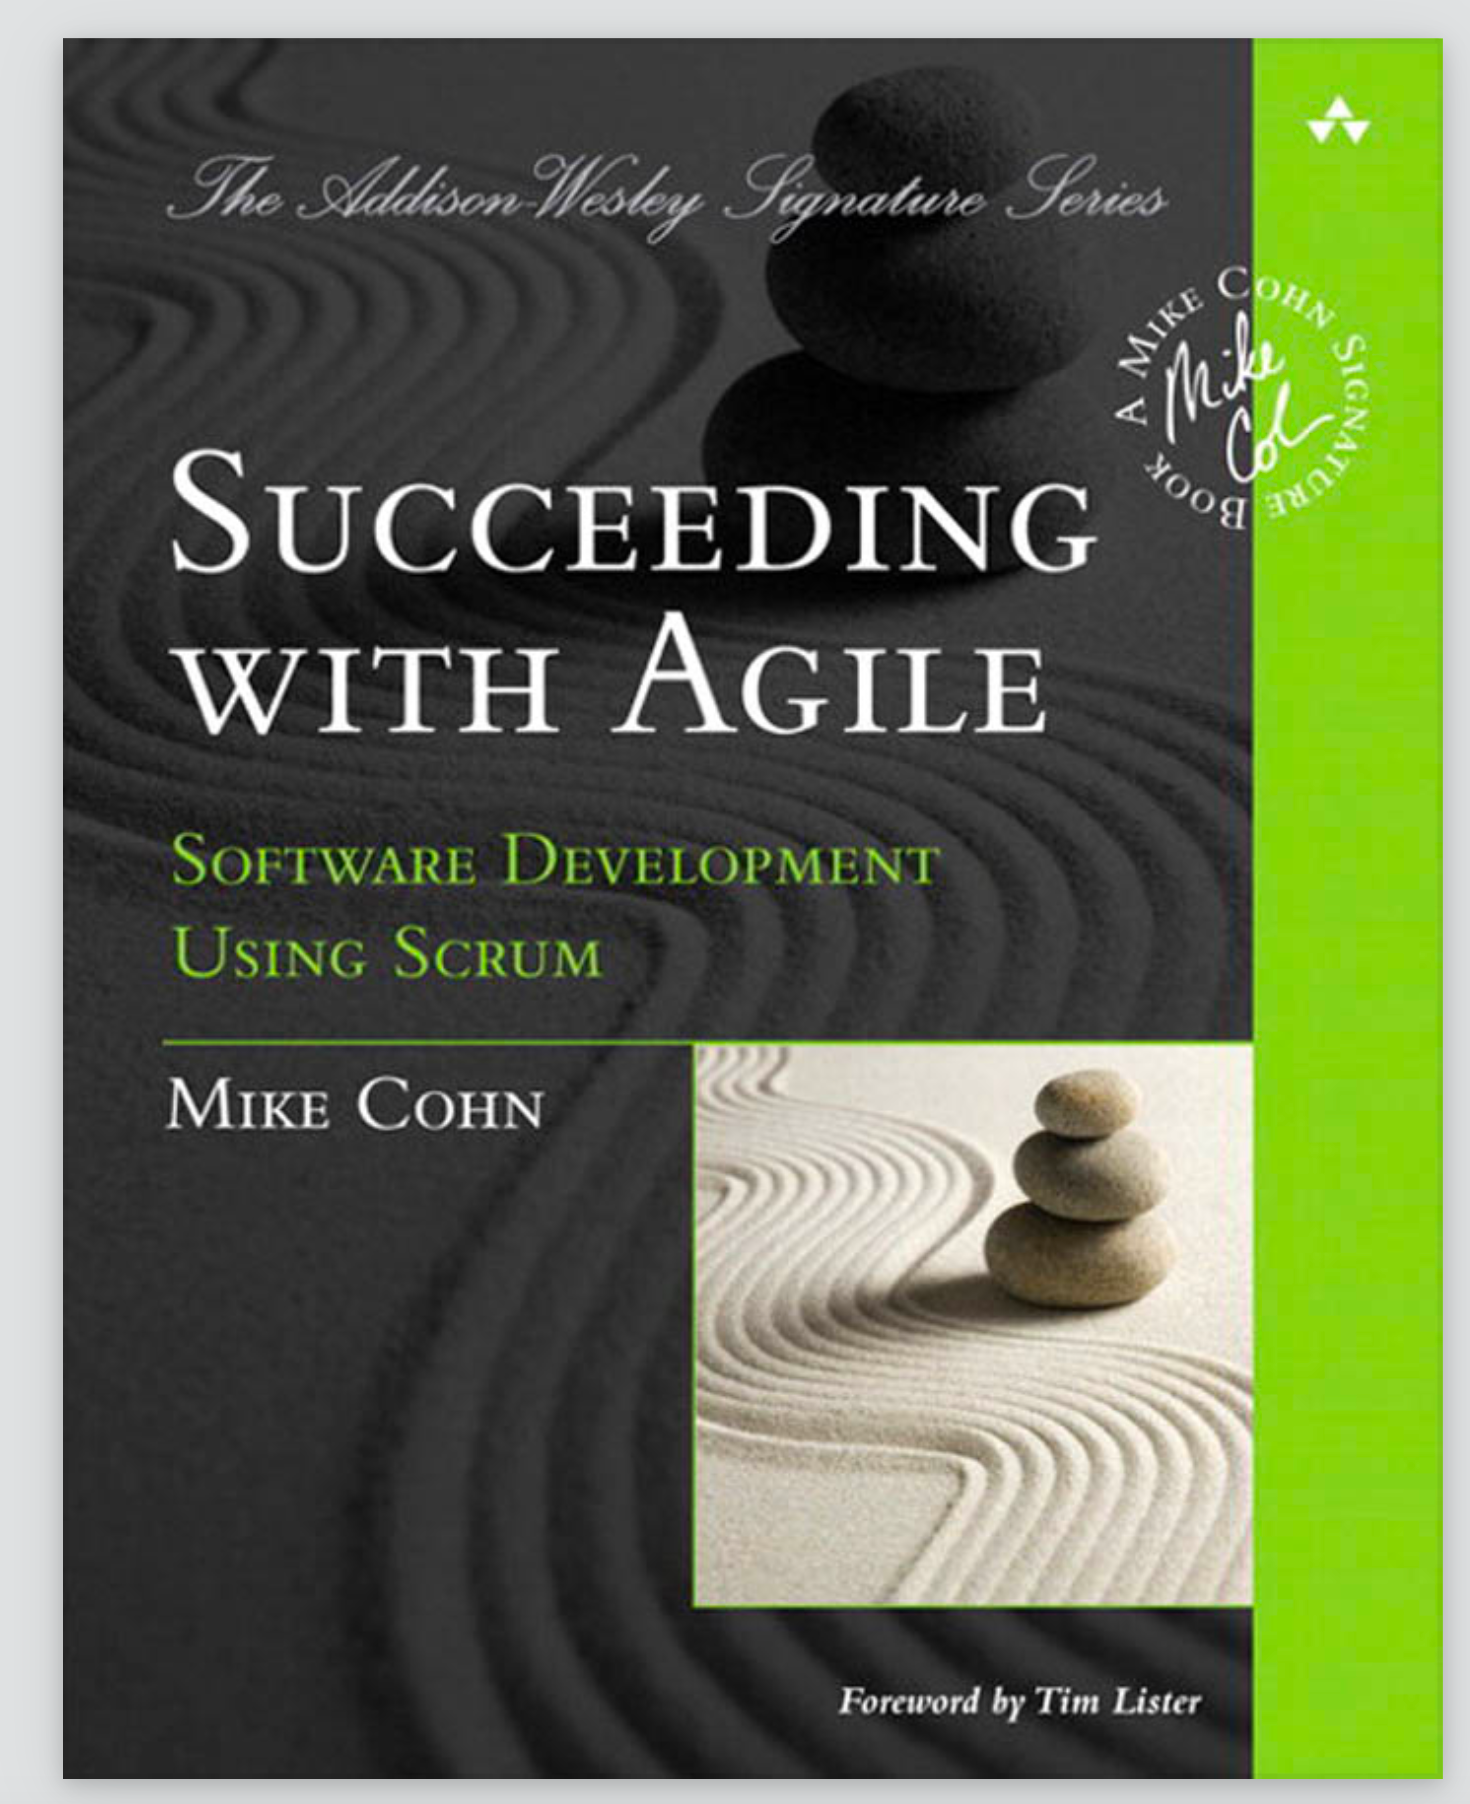 The Addison-Wesley Signature Series
A MIKE COHN SIGNATURE BOOK
Mike Coh
SUCCEEDING
WITH AGILE
SOFTWARE DEVELOPMENT
USING SCRUM
MIKE COHN
Foreword by Tim Lister